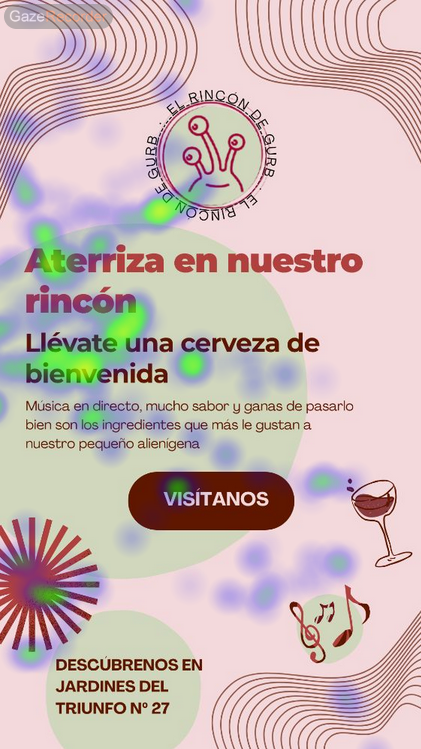 GazeRecorder
EL RINCÓN DE GURB · EL RINCÓN DE GURB ·
Aterriza en nuestro
rincón
Llévate una cerveza de
bienvenida
Música en directo, mucho sabor y ganas de pasarlo
bien son los ingredientes que más le gustan a
nuestro pequeño alienígena
VISÍTANOS
DESCÚBRENOS EN
JARDINES DEL
TRIUNFO Nº 27